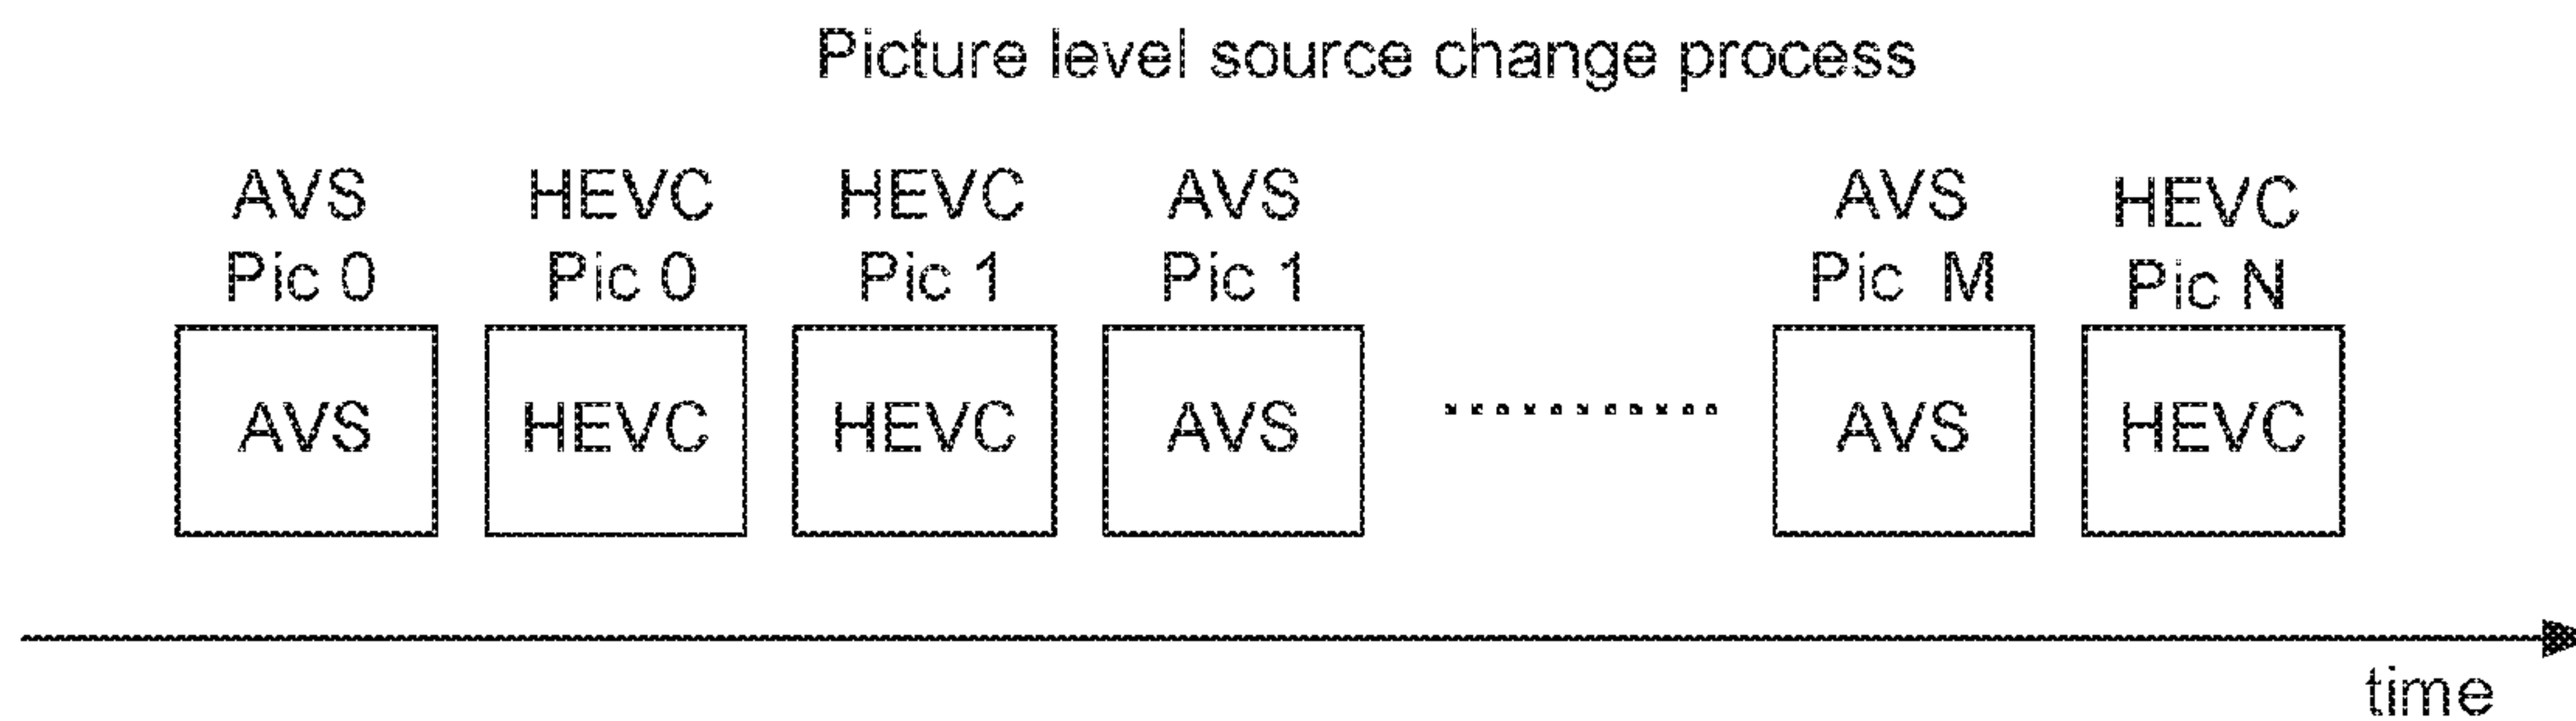 Picture level source change process
AVS HEVC HEVC AVS AVS HEVC
Pic 0 Pic 0 Pic 1 Pic 1 Pic M Pic N
AVS HEVC HEVC AVS AVS HEVC
time